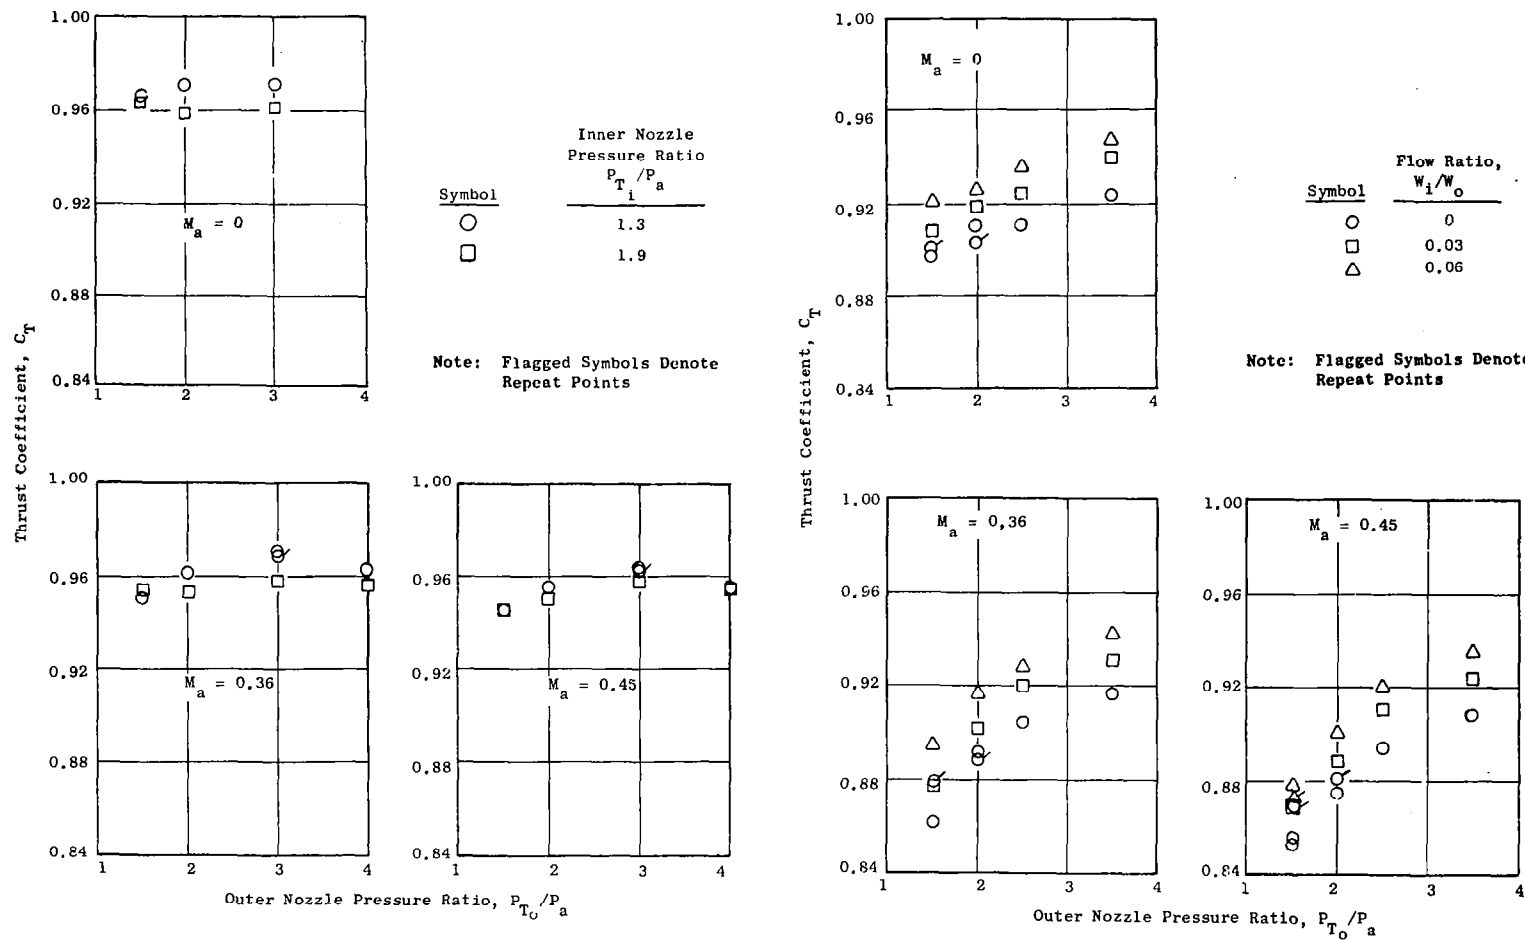 1.00
0.96
0.92
0.88
0.84
1 2 3 4
M_a = 0
Inner Nozzle
Pressure Ratio
Symbol P_Ti/P_a
1.3
1.9
Note: Flagged Symbols Denote
Repeat Points
Thrust Coefficient, C_T
1.00
0.96
0.92
0.88
0.84
1 2 3 4
M_a = 0.36
1.00
0.96
0.92
0.88
0.84
1 2 3 4
M_a = 0.45
Outer Nozzle Pressure Ratio, P_To/P_a
1.00
0.96
0.92
0.88
0.84
1 2 3 4
M_a = 0
Flow Ratio,
Symbol W_i/W_o
0
0.03
0.06
Note: Flagged Symbols Denote
Repeat Points
Thrust Coefficient, C_T
1.00
0.96
0.92
0.88
0.84
1 2 3 4
M_a = 0,36
1.00
0.96
0.92
0.88
0.84
1 2 3 4
M_a = 0.45
Outer Nozzle Pressure Ratio, P_To/P_a